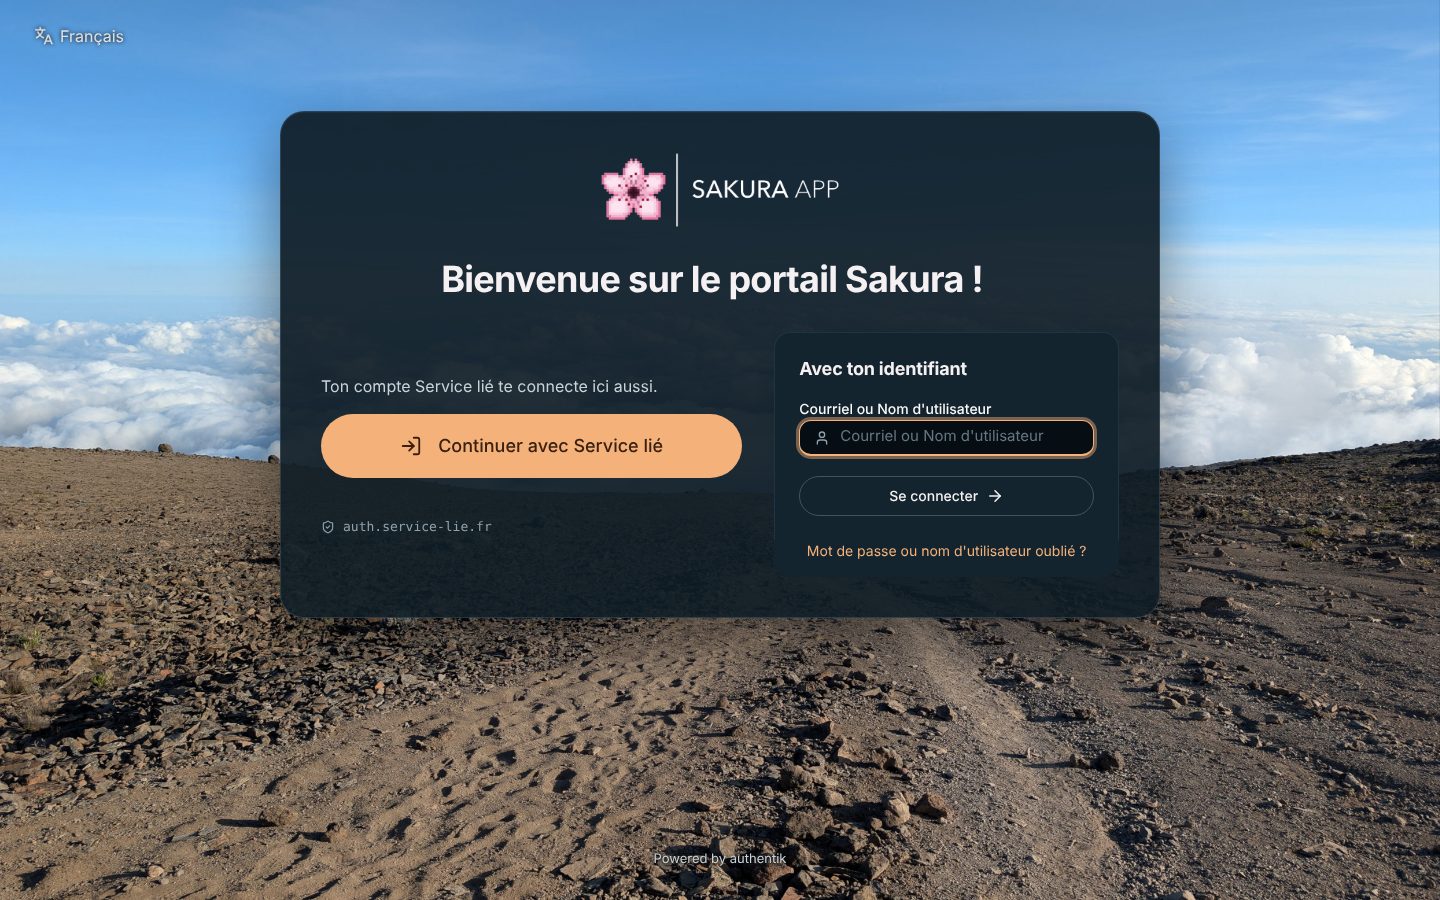 Français
SAKURA APP
Bienvenue sur le portail Sakura !
Ton compte Service lié te connecte ici aussi.
Continuer avec Service lié
auth.service-lie.fr
Avec ton identifiant
Courriel ou Nom d'utilisateur
Courriel ou Nom d'utilisateur
Se connecter
Mot de passe ou nom d'utilisateur oublié ?
Powered by authentik